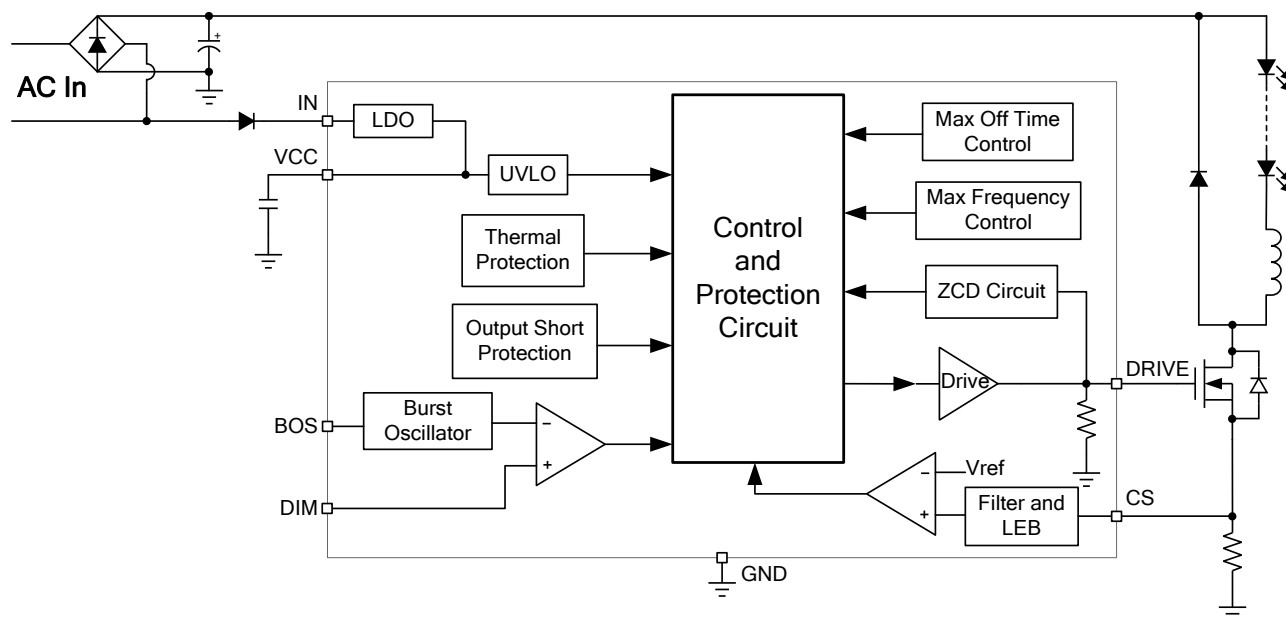 AC In
IN
LDO
VCC
UVLO
Thermal
Protection
Output Short
Protection
BOS
Burst
Oscillator
DIM
−
+
Control
and
Protection
Circuit
Max Off Time
Control
Max Frequency
Control
ZCD Circuit
Drive
DRIVE
−
Vref
+
Filter and
LEB
CS
GND
+